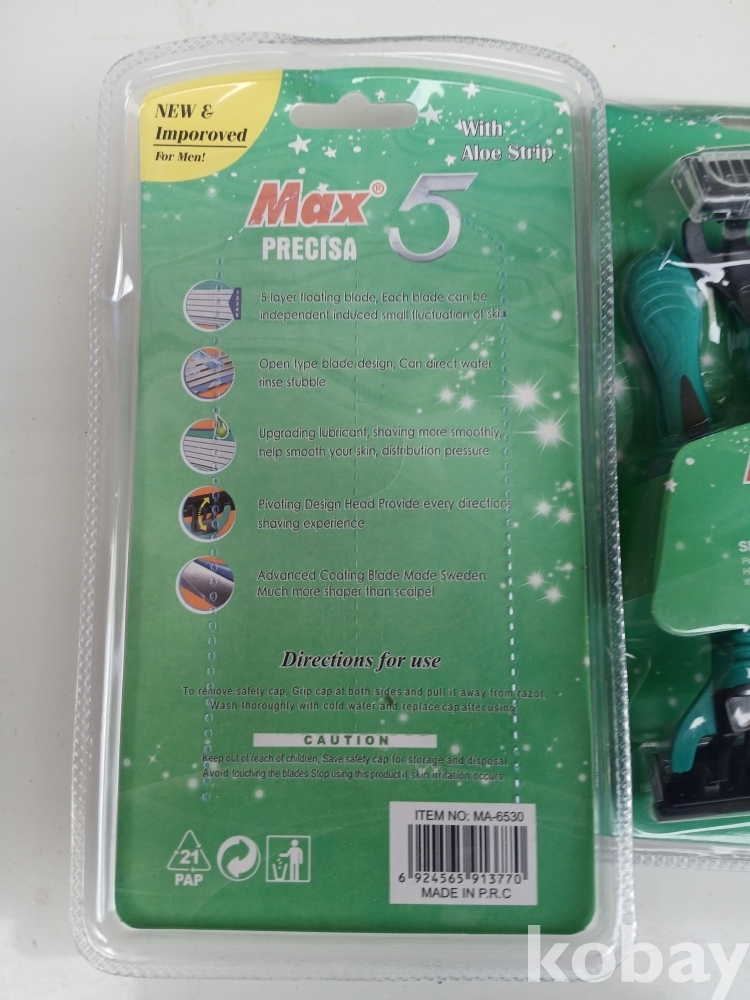 NEW &
Imporoved
For Men!
With
Aloe Strip
Max® 5
PRECISA
5 layer floating blade, Each blade can be
independent induced small fluctuation of skin
Open type blade design, Can direct water
rinse stubble
Upgrading lubricant, shaving more smoothly,
help smooth your skin, distribution pressure
Pivoting Design Head Provide every directions
shaving experience
Advanced Coating Blade Made Sweden
Much more shaper than scalpel
Directions for use
To remove safety cap, Grip cap at both sides and pull it away from razor.
Wash thoroughly with cold water and replace cap after using
CAUTION
Keep out of reach of children, Save safety cap for storage and disposal
Avoid touching the blades.Stop using this product it skin irritation occurs.
21
PAP
ITEM NO: MA-6530
6 924565 913770
MADE IN P.R.C
kobay